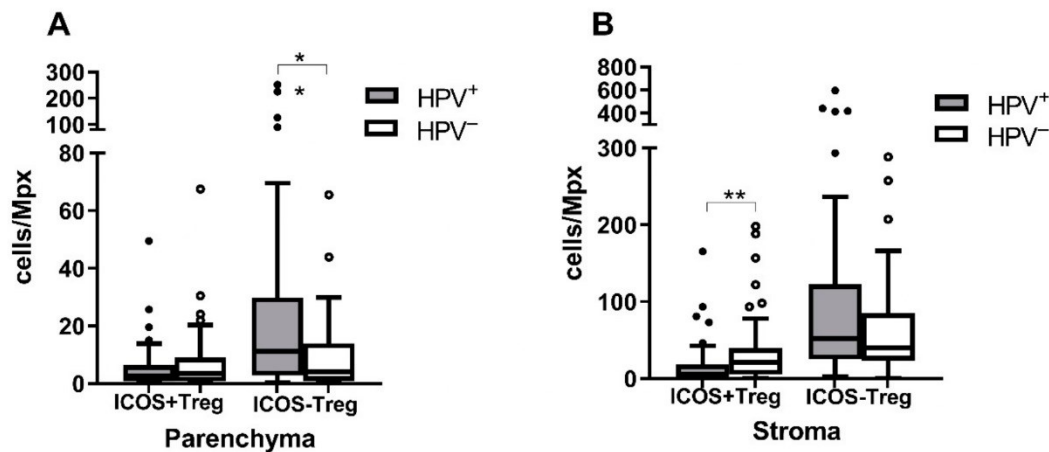 A
300
200
100
80
60
40
20
0
cells/Mpx
*
*
HPV+
HPV−
ICOS+Treg
ICOS-Treg
Parenchyma
B
800
600
400
300
200
100
0
cells/Mpx
**
HPV+
HPV−
ICOS+Treg
ICOS-Treg
Stroma